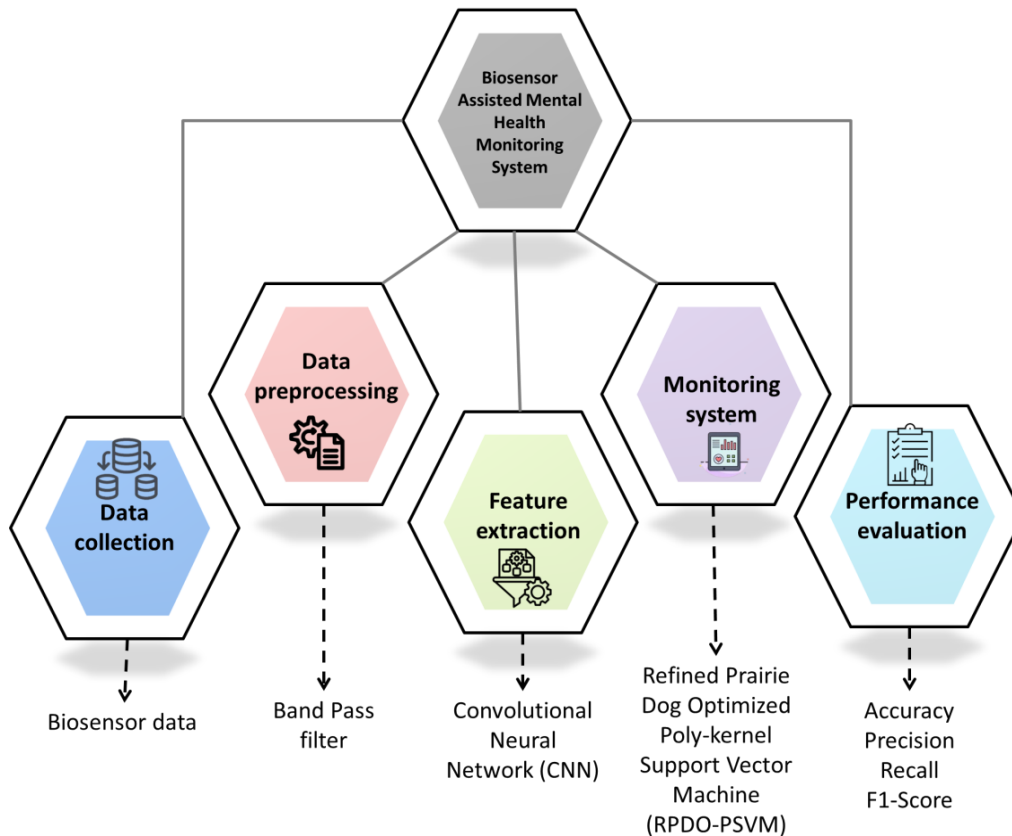 Biosensor
Assisted Mental
Health
Monitoring
System
Data
preprocessing
Monitoring
system
Data
collection
Feature
extraction
Performance
evaluation
Biosensor data
Band Pass
filter
Convolutional
Neural
Network (CNN)
Refined Prairie
Dog Optimized
Poly-kernel
Support Vector
Machine
(RPDO-PSVM)
Accuracy
Precision
Recall
F1-Score